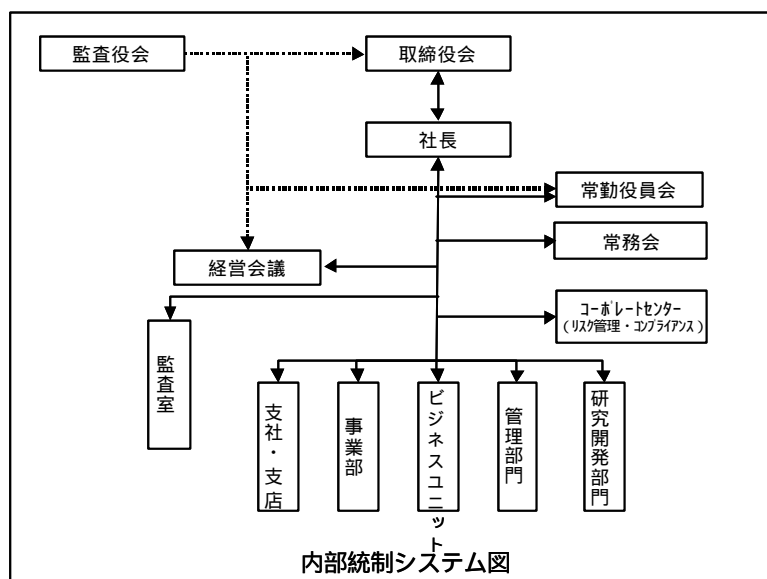 監査役会
取締役会
社長
常勤役員会
常務会
経営会議
コーポレートセンター
（リスク管理・コンプライアンス）
監査室
支社・支店
事業部
ビジネスユニット
管理部門
研究開発部門
内部統制システム図